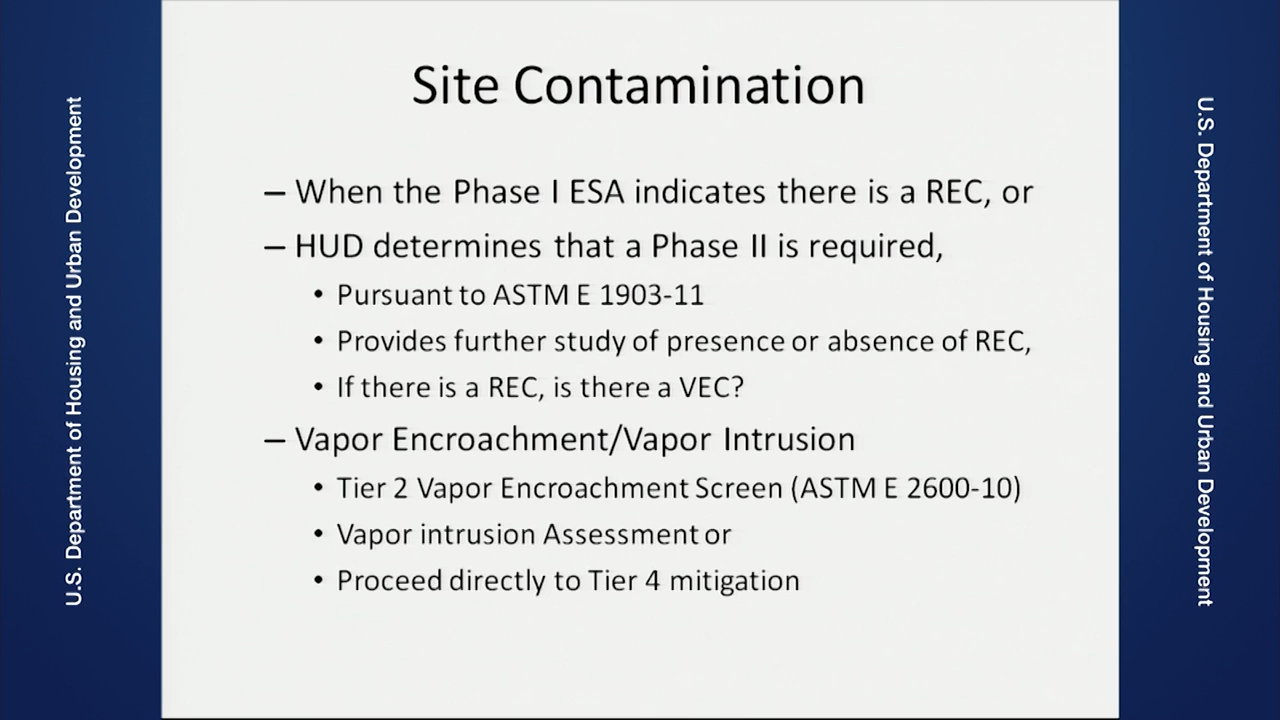 Site Contamination
– When the Phase I ESA indicates there is a REC, or
– HUD determines that a Phase II is required,
• Pursuant to ASTM E 1903-11
• Provides further study of presence or absence of REC,
• If there is a REC, is there a VEC?
– Vapor Encroachment/Vapor Intrusion
• Tier 2 Vapor Encroachment Screen (ASTM E 2600-10)
• Vapor intrusion Assessment or
• Proceed directly to Tier 4 mitigation
U.S. Department of Housing and Urban Development
U.S. Department of Housing and Urban Development